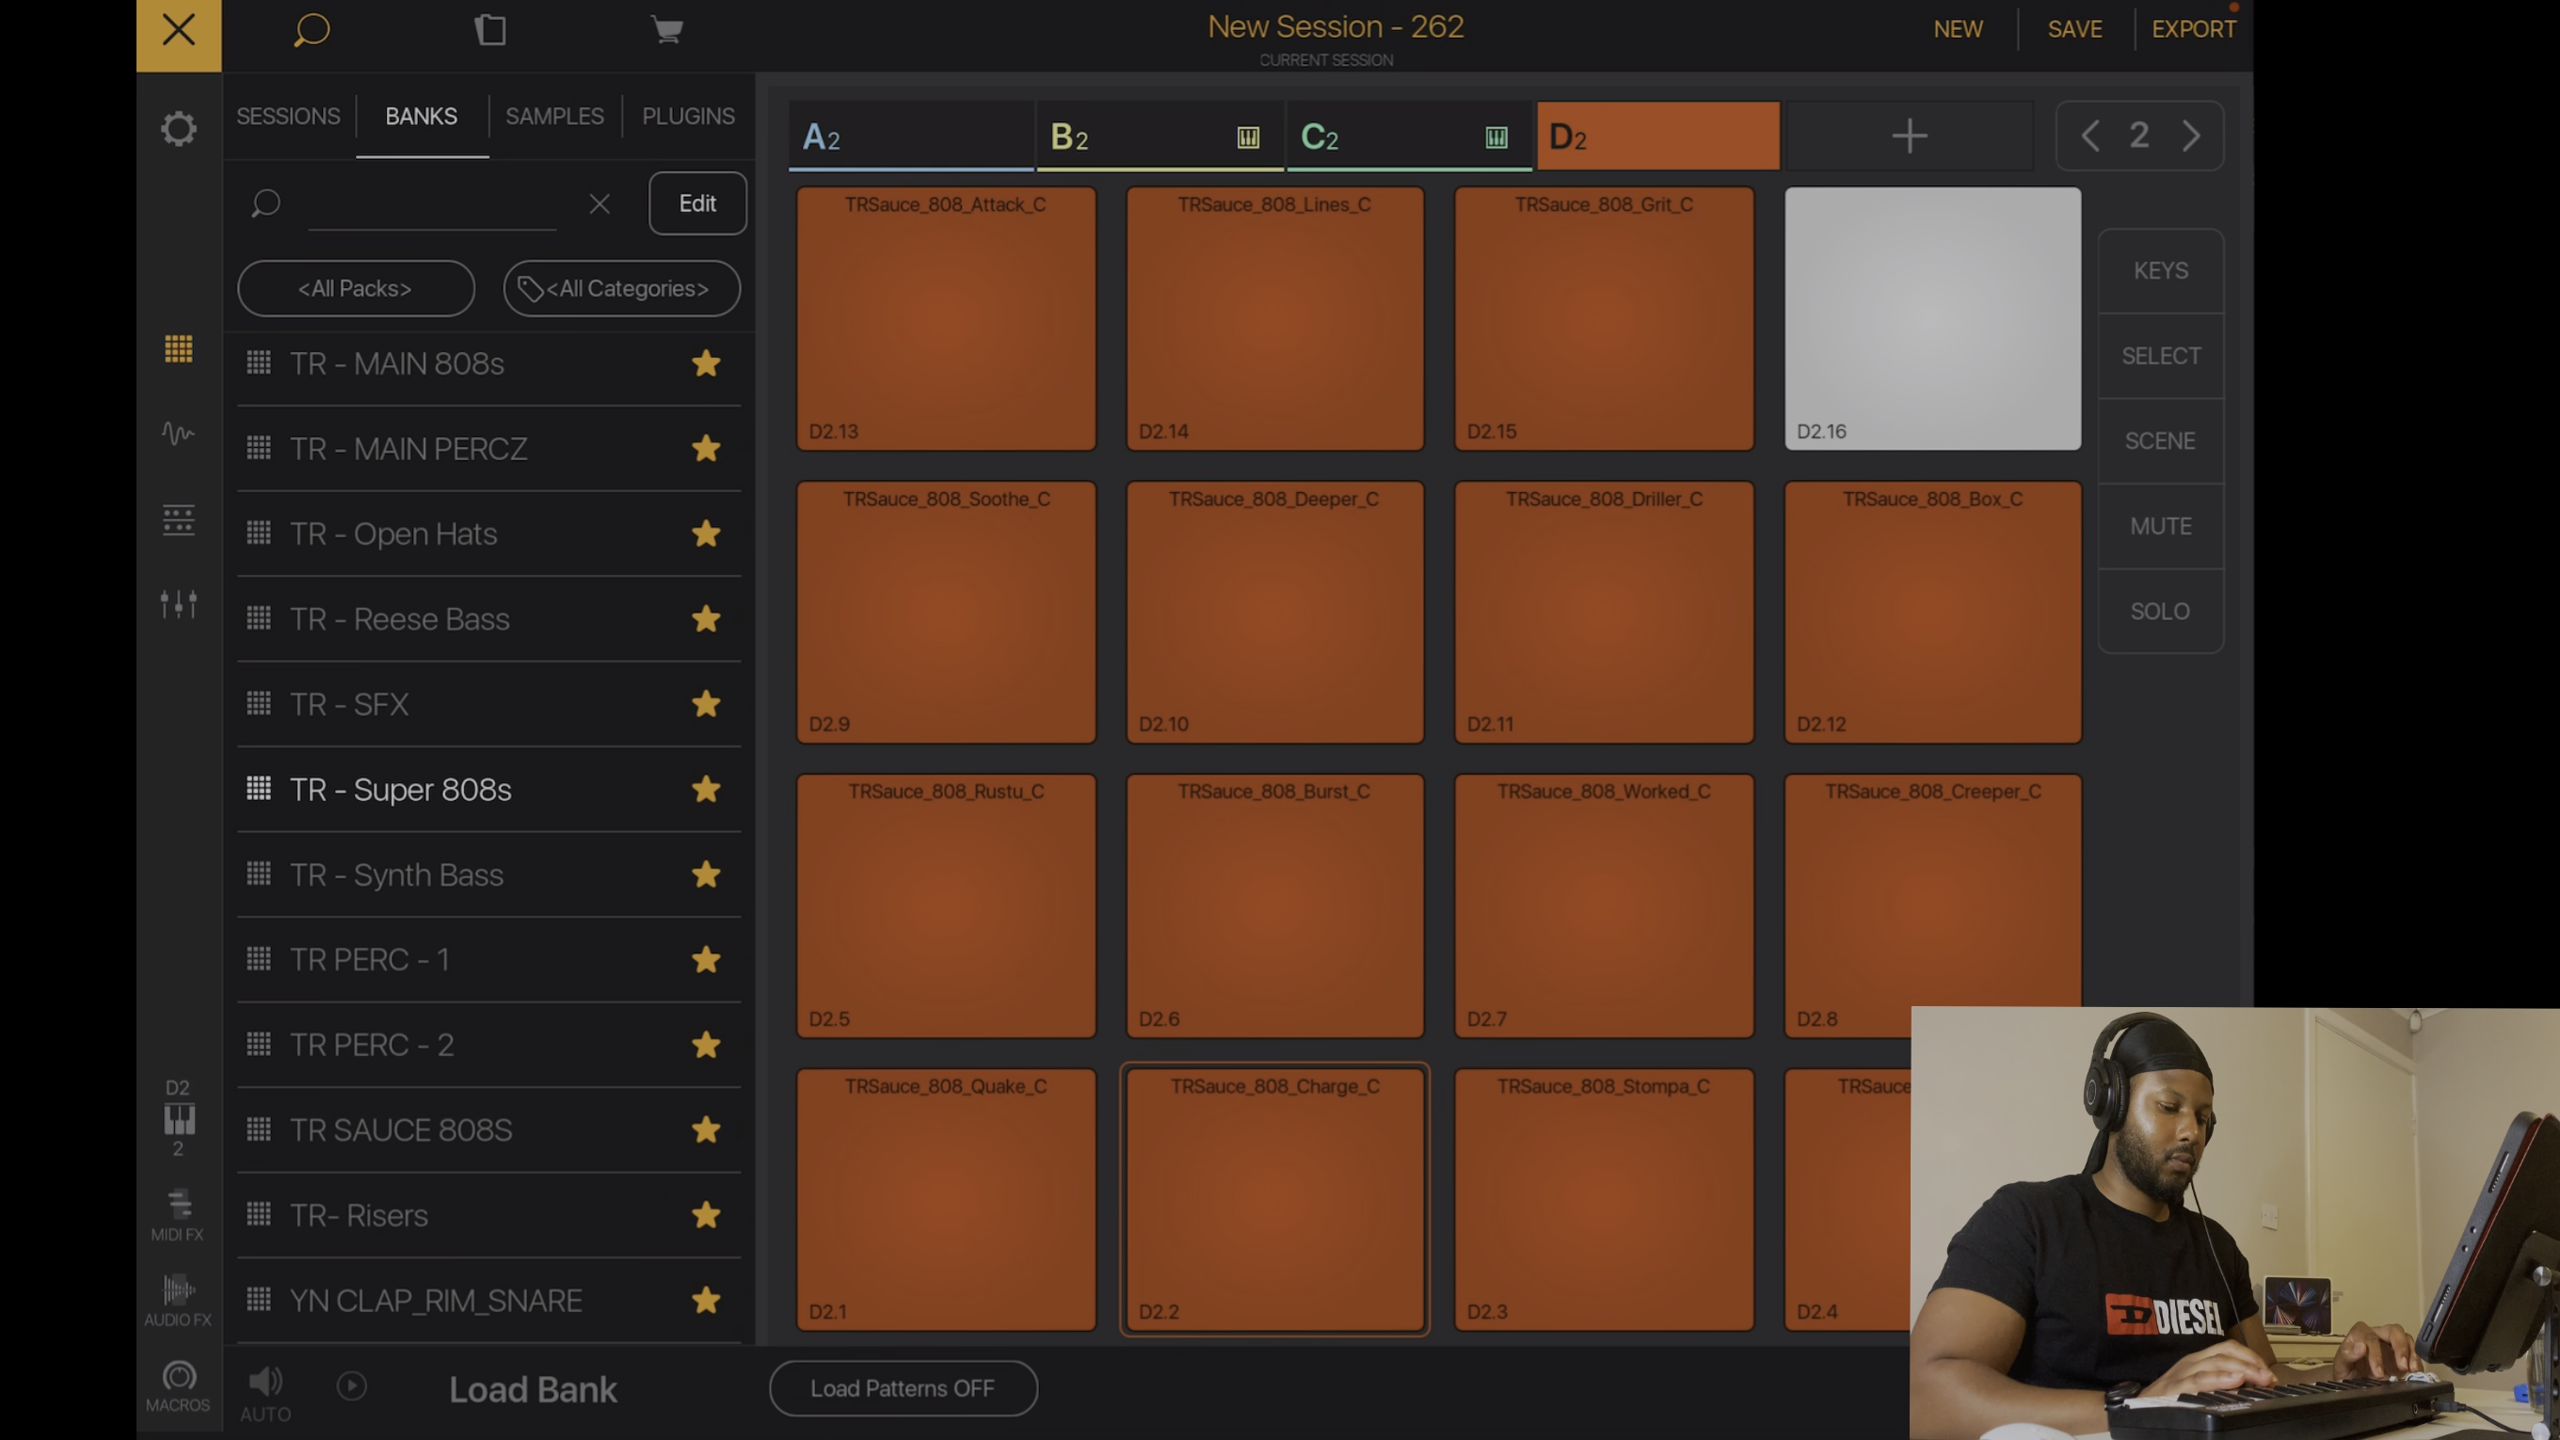 New Session - 262
CURRENT SESSION
NEW
SAVE
EXPORT
SESSIONS
BANKS
SAMPLES
PLUGINS
Edit
<All Packs>
<All Categories>
TR - MAIN 808s
TR - MAIN PERCZ
TR - Open Hats
TR - Reese Bass
TR - SFX
TR - Super 808s
TR - Synth Bass
TR PERC - 1
TR PERC - 2
TR SAUCE 808S
TR- Risers
YN CLAP_RIM_SNARE
D2
2
MIDI FX
AUDIO FX
MACROS
AUTO
Load Bank
Load Patterns OFF
A2
B2
C2
D2
2
TRSauce_808_Attack_C
D2.13
TRSauce_808_Lines_C
D2.14
TRSauce_808_Grit_C
D2.15
D2.16
TRSauce_808_Soothe_C
D2.9
TRSauce_808_Deeper_C
D2.10
TRSauce_808_Driller_C
D2.11
TRSauce_808_Box_C
D2.12
TRSauce_808_Rustu_C
D2.5
TRSauce_808_Burst_C
D2.6
TRSauce_808_Worked_C
D2.7
TRSauce_808_Creeper_C
D2.8
TRSauce_808_Quake_C
D2.1
TRSauce_808_Charge_C
D2.2
TRSauce_808_Stompa_C
D2.3
TRSauce
D2.4
KEYS
SELECT
SCENE
MUTE
SOLO
D DIESEL